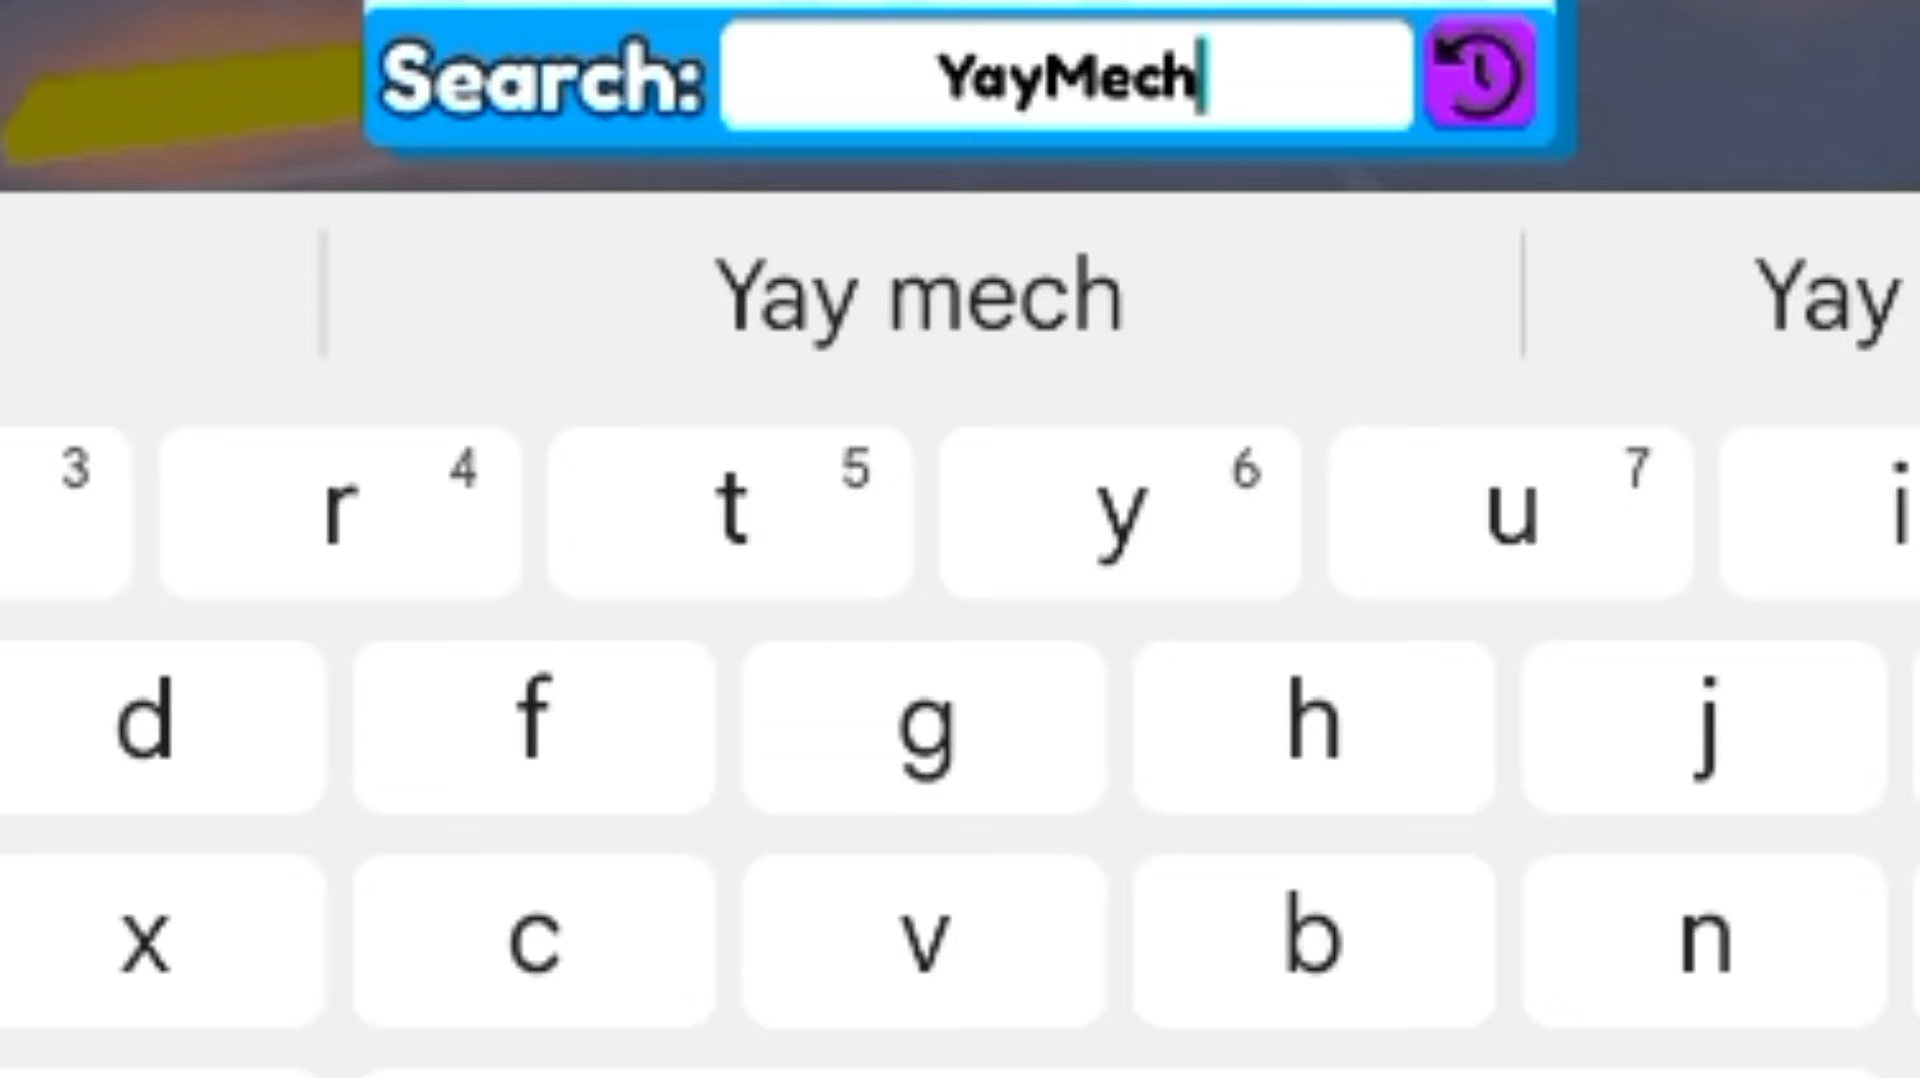 Search: YayMech
Yay mech Yay
3 r 4 t 5 y 6 u 7 i
d f g h j
x c v b n